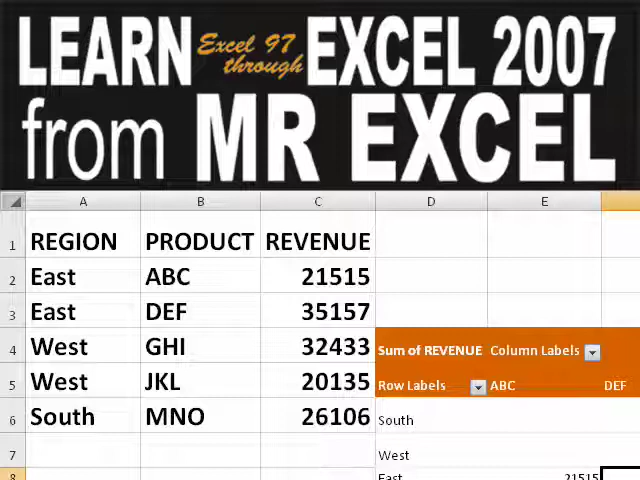 LEARN Excel 97 through EXCEL 2007
from MR EXCEL
A B C D E
1 REGION PRODUCT REVENUE
2 East ABC 21515
3 East DEF 35157
4 West GHI 32433 Sum of REVENUE Column Labels
5 West JKL 20135 Row Labels ABC DEF
6 South MNO 26106 South
7 West
8 East 21515